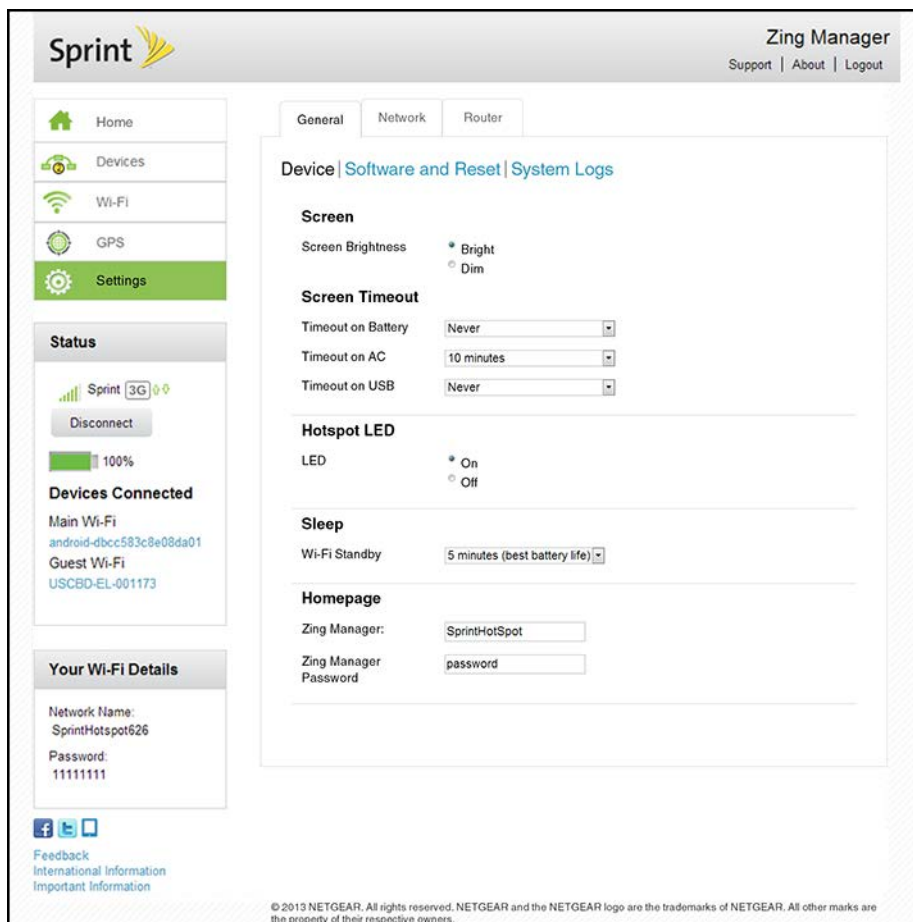 Sprint
Zing Manager
Support | About | Logout
Home
Devices
2
Wi-Fi
GPS
Settings
Status
Sprint 3G
Disconnect
100%
Devices Connected
Main Wi-Fi
android-dbcc583c8e08da01
Guest Wi-Fi
USCBD-EL-001173
Your Wi-Fi Details
Network Name:
SprintHotspot626
Password:
11111111
Feedback
International Information
Important Information
General Network Router
Device | Software and Reset | System Logs
Screen
Screen Brightness Bright
Dim
Screen Timeout
Timeout on Battery Never
Timeout on AC 10 minutes
Timeout on USB Never
Hotspot LED
LED On
Off
Sleep
Wi-Fi Standby 5 minutes (best battery life)
Homepage
Zing Manager: SprintHotSpot
Zing Manager
Password password
© 2013 NETGEAR. All rights reserved. NETGEAR and the NETGEAR logo are the trademarks of NETGEAR. All other marks are
the property of their respective owners.